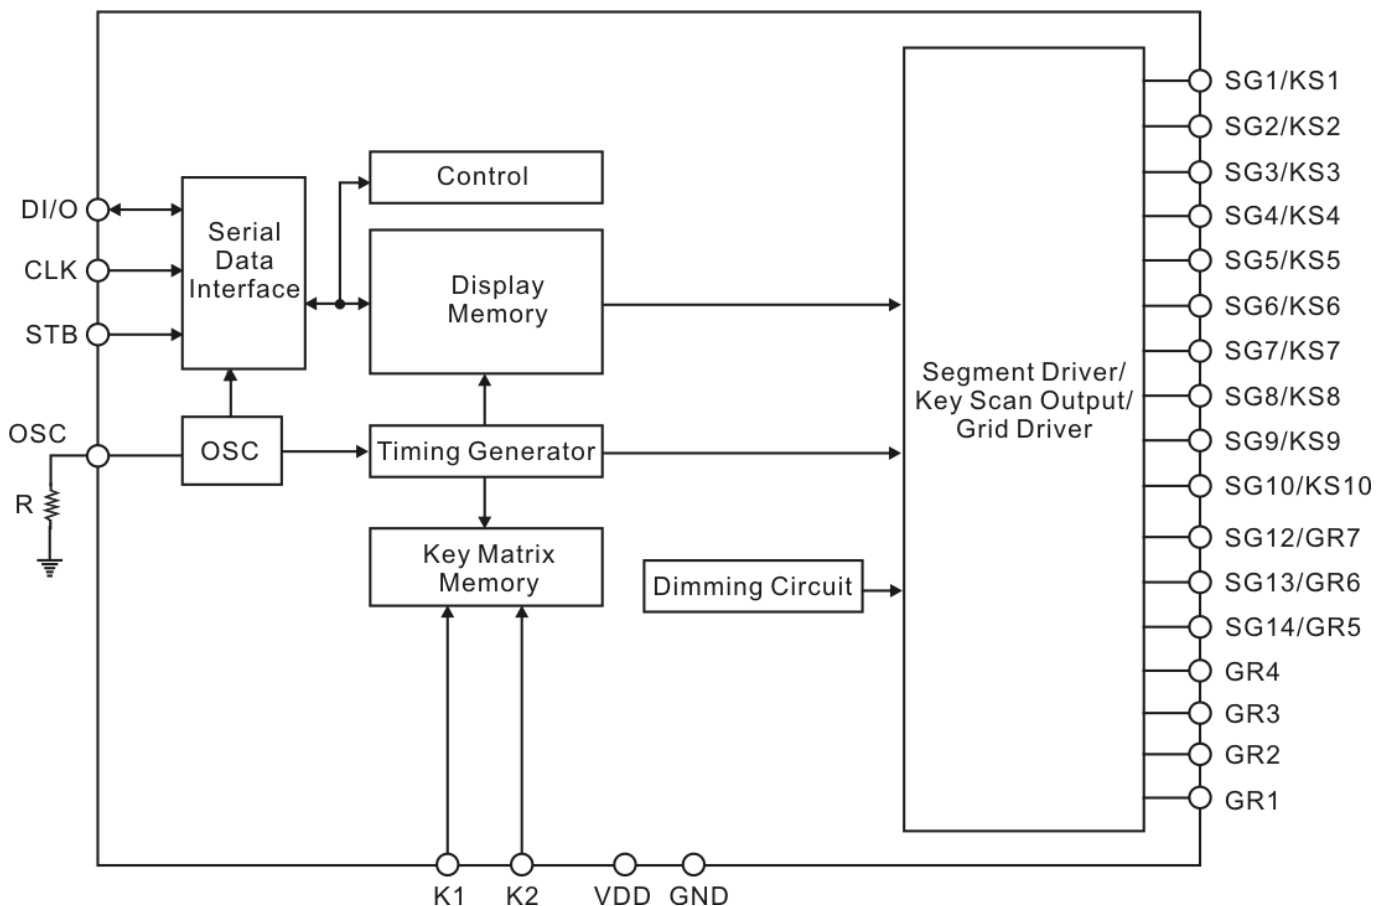 DI/O
CLK
STB
OSC
R
Serial
Data
Interface
OSC
Control
Display
Memory
Timing Generator
Key Matrix
Memory
Dimming Circuit
Segment Driver/
Key Scan Output/
Grid Driver
SG1/KS1
SG2/KS2
SG3/KS3
SG4/KS4
SG5/KS5
SG6/KS6
SG7/KS7
SG8/KS8
SG9/KS9
SG10/KS10
SG12/GR7
SG13/GR6
SG14/GR5
GR4
GR3
GR2
GR1
K1
K2
VDD
GND